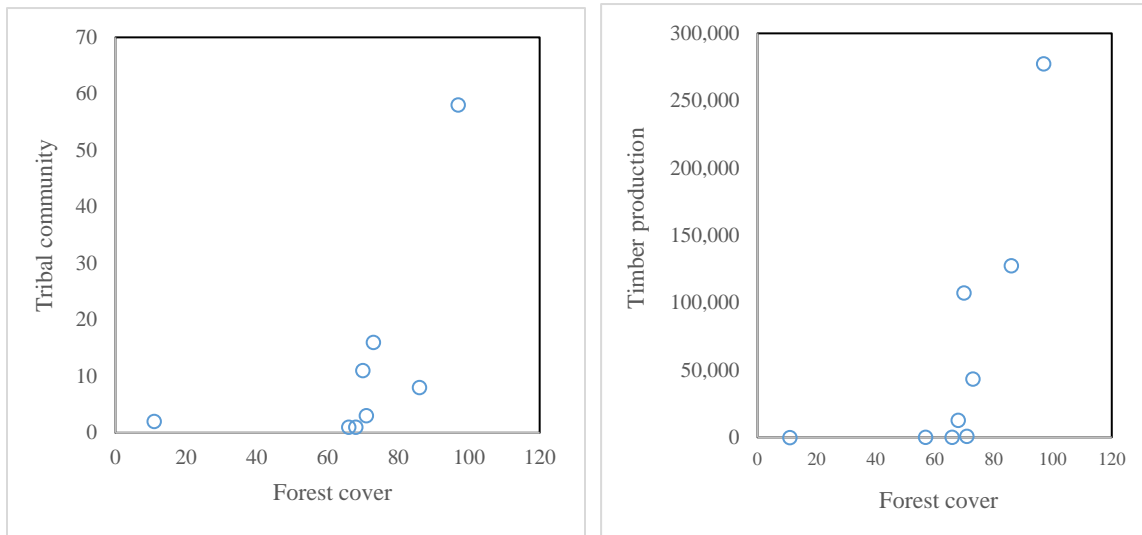 70
60
50
40
30
20
10
0
Tribal community
0 20 40 60 80 100 120
Forest cover
300,000
250,000
200,000
150,000
100,000
50,000
0
Timber production
0 20 40 60 80 100 120
Forest cover